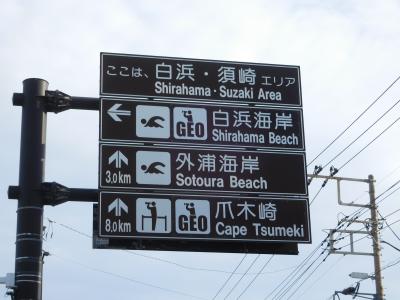 ここは、白浜・須崎エリア
Shirahama・Suzaki Area
GEO
白浜海岸
Shirahama Beach
3.0km
外浦海岸
Sotoura Beach
8.0km
GEO
爪木崎
Cape Tsumeki